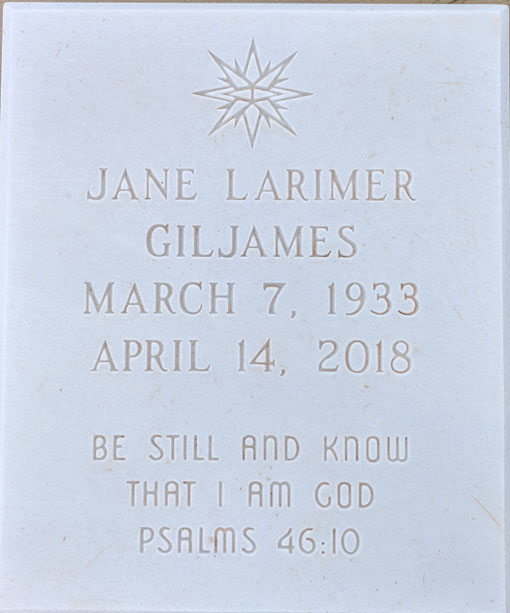 JANE LARIMER
GILJAMES
MARCH 7, 1933
APRIL 14, 2018
BE STILL AND KNOW
THAT I AM GOD
PSALMS 46:10